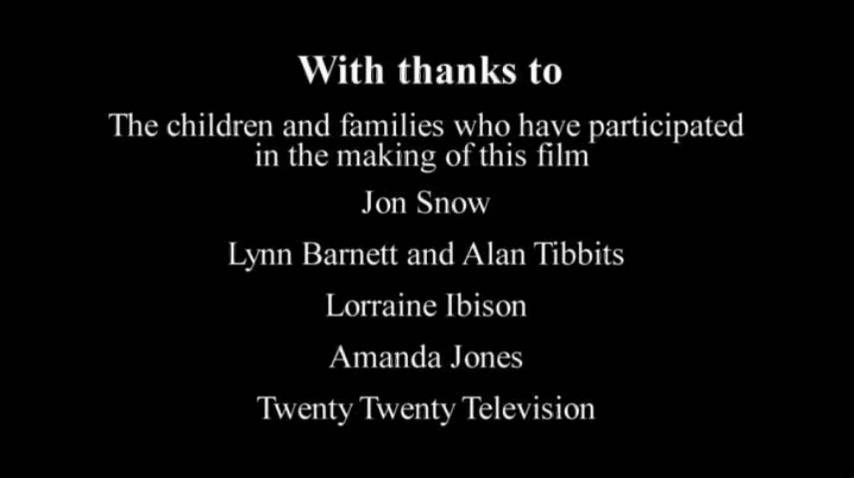 With thanks to
The children and families who have participated
in the making of this film
Jon Snow
Lynn Barnett and Alan Tibbits
Lorraine Ibison
Amanda Jones
Twenty Twenty Television